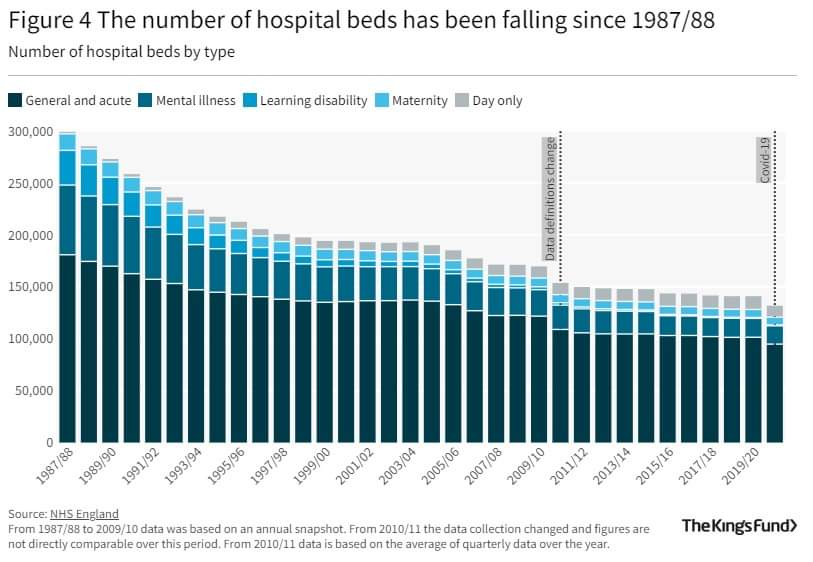 Figure 4 The number of hospital beds has been falling since 1987/88
Number of hospital beds by type
General and acute Mental illness Learning disability Maternity Day only
300,000
250,000
200,000
150,000
100,000
50,000
0
Data definitions change
Covid-19
1987/88
1989/90
1991/92
1993/94
1995/96
1997/98
1999/00
2001/02
2003/04
2005/06
2007/08
2009/10
2011/12
2013/14
2015/16
2017/18
2019/20
Source: NHS England
From 1987/88 to 2009/10 data was based on an annual snapshot. From 2010/11 the data collection changed and figures are
not directly comparable over this period. From 2010/11 data is based on the average of quarterly data over the year.
TheKingsFund>